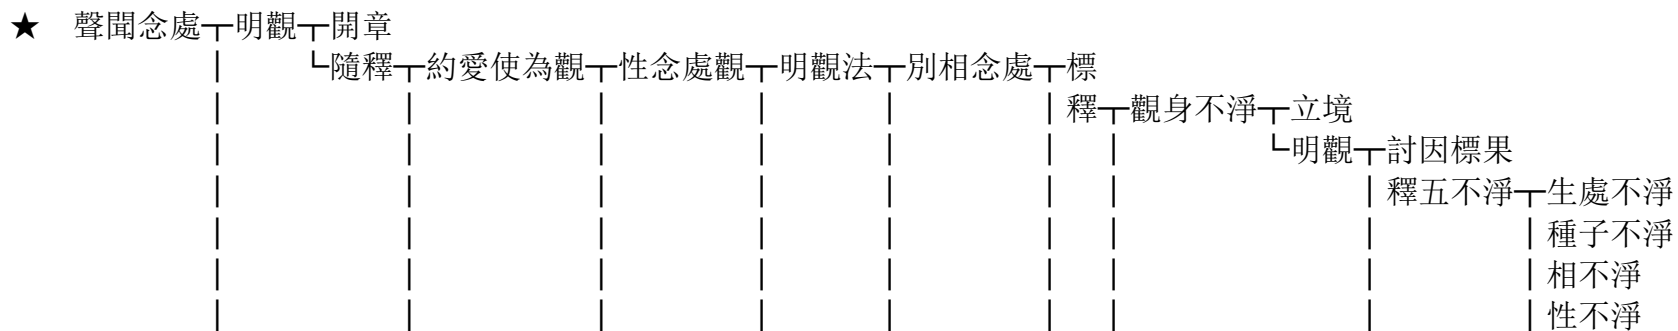 ★ 聲聞念處┬明觀┬開章
│ └隨釋┬約愛使為觀┬性念處觀┬明觀法┬別相念處┬標
│ │ │ │ │ │釋┬觀身不淨┬立境
│ │ │ │ │ │ │ └明觀┬討因標果
│ │ │ │ │ │ │ │釋五不淨┬生處不淨
│ │ │ │ │ │ │ │ │種子不淨
│ │ │ │ │ │ │ │ │相不淨
│ │ │ │ │ │ │ │ │性不淨